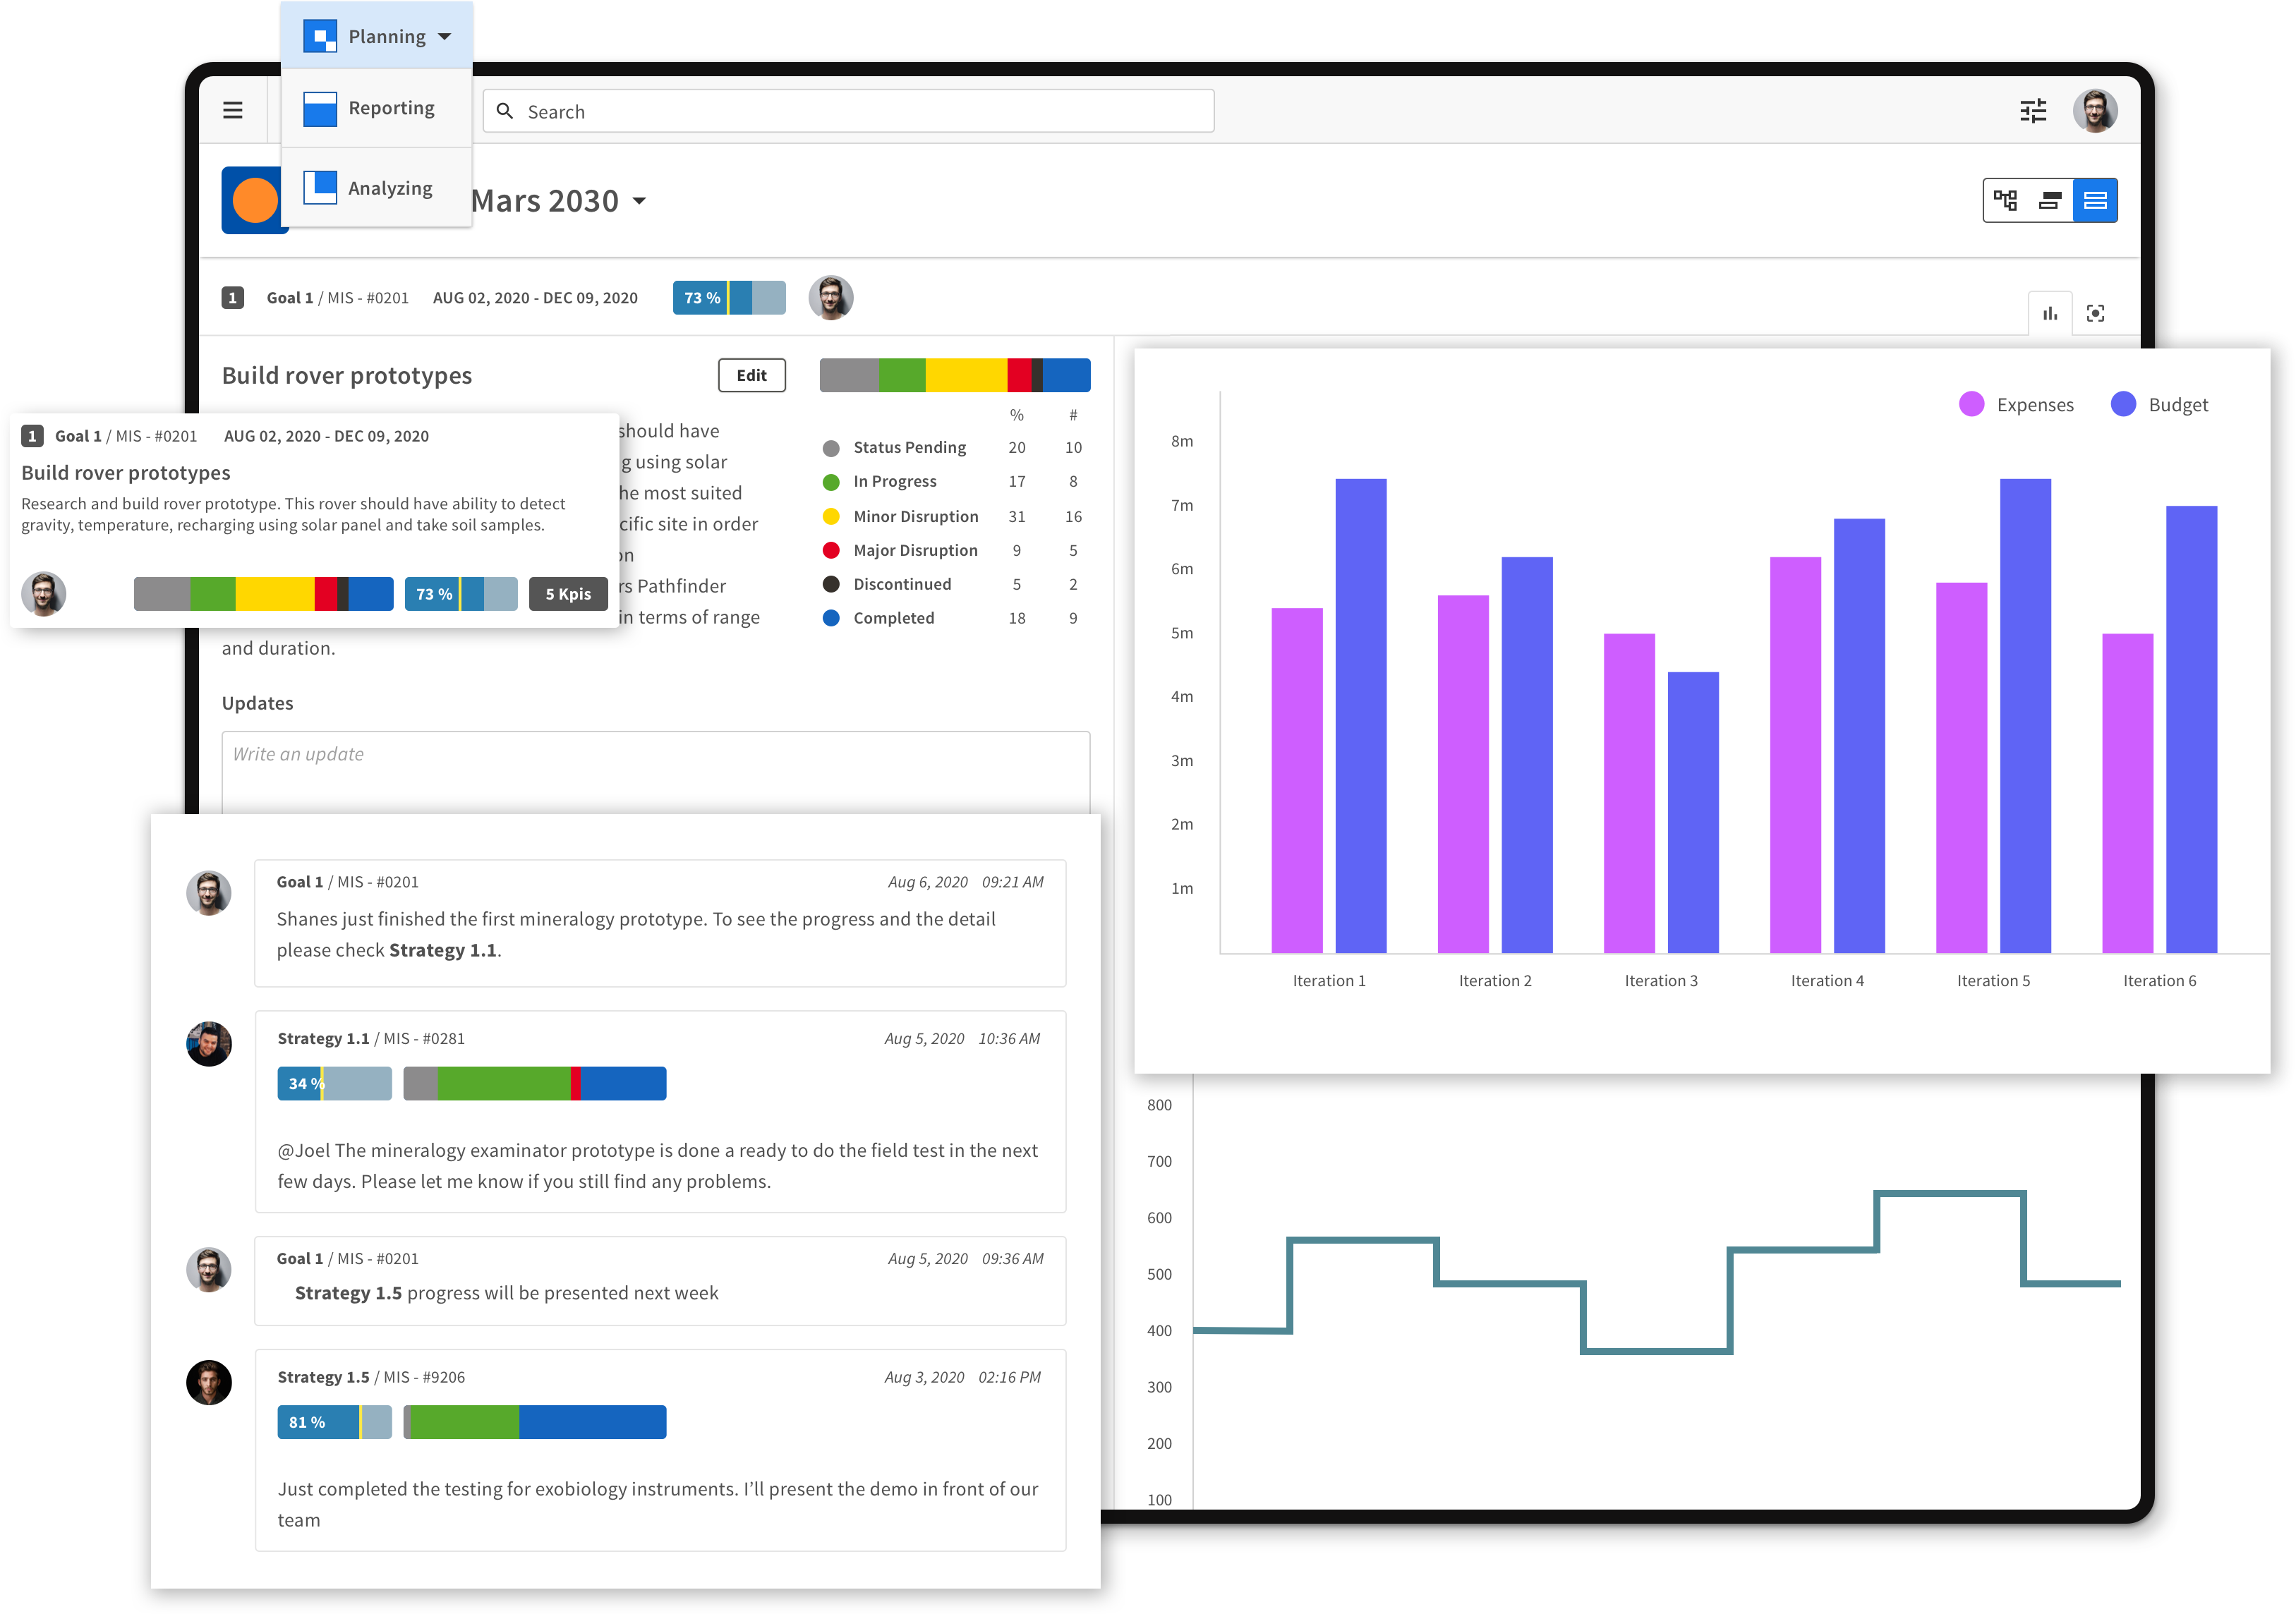 Planning
Reporting
Analyzing
Search
Mars 2030
1 Goal 1 / MIS - #0201 AUG 02, 2020 - DEC 09, 2020 73 %
Build rover prototypes
Edit
% #
Status Pending 20 10
In Progress 17 8
Minor Disruption 31 16
Major Disruption 9 5
Discontinued 5 2
Completed 18 9
should have
g using solar
he most suited
cific site in order
on
rs Pathfinder
in terms of range
and duration.
1 Goal 1 / MIS - #0201 AUG 02, 2020 - DEC 09, 2020
Build rover prototypes
Research and build rover prototype. This rover should have ability to detect
gravity, temperature, recharging using solar panel and take soil samples.
73 % 5 Kpis
Updates
Write an update
Goal 1 / MIS - #0201 Aug 6, 2020 09:21 AM
Shanes just finished the first mineralogy prototype. To see the progress and the detail
please check Strategy 1.1.
Strategy 1.1 / MIS - #0281 Aug 5, 2020 10:36 AM
34 %
@Joel The mineralogy examinator prototype is done a ready to do the field test in the next
few days. Please let me know if you still find any problems.
Goal 1 / MIS - #0201 Aug 5, 2020 09:36 AM
Strategy 1.5 progress will be presented next week
Strategy 1.5 / MIS - #9206 Aug 3, 2020 02:16 PM
81 %
Just completed the testing for exobiology instruments. I’ll present the demo in front of our
team
Expenses Budget
8m
7m
6m
5m
4m
3m
2m
1m
Iteration 1 Iteration 2 Iteration 3 Iteration 4 Iteration 5 Iteration 6
800
700
600
500
400
300
200
100